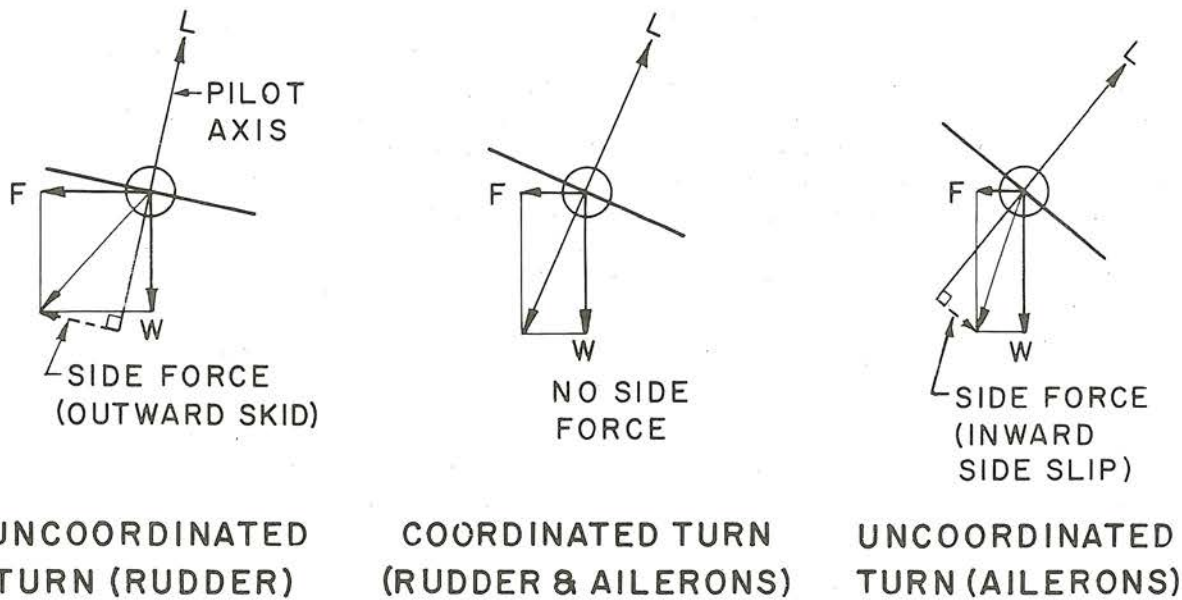 L
PILOT
AXIS
F
W
SIDE FORCE
(OUTWARD SKID)
UNCOORDINATED
TURN (RUDDER)
L
F
W
NO SIDE
FORCE
COORDINATED TURN
(RUDDER & AILERONS)
L
F
W
SIDE FORCE
(INWARD
SIDE SLIP)
UNCOORDINATED
TURN (AILERONS)